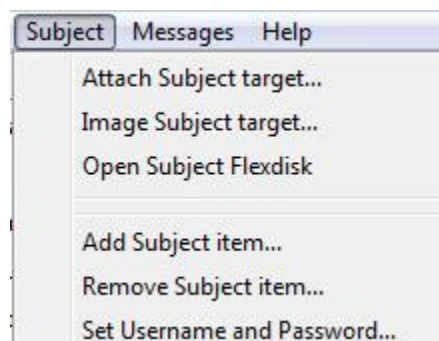 Subject Messages Help
Attach Subject target...
Image Subject target...
Open Subject Flexdisk
Add Subject item...
Remove Subject item...
Set Username and Password...